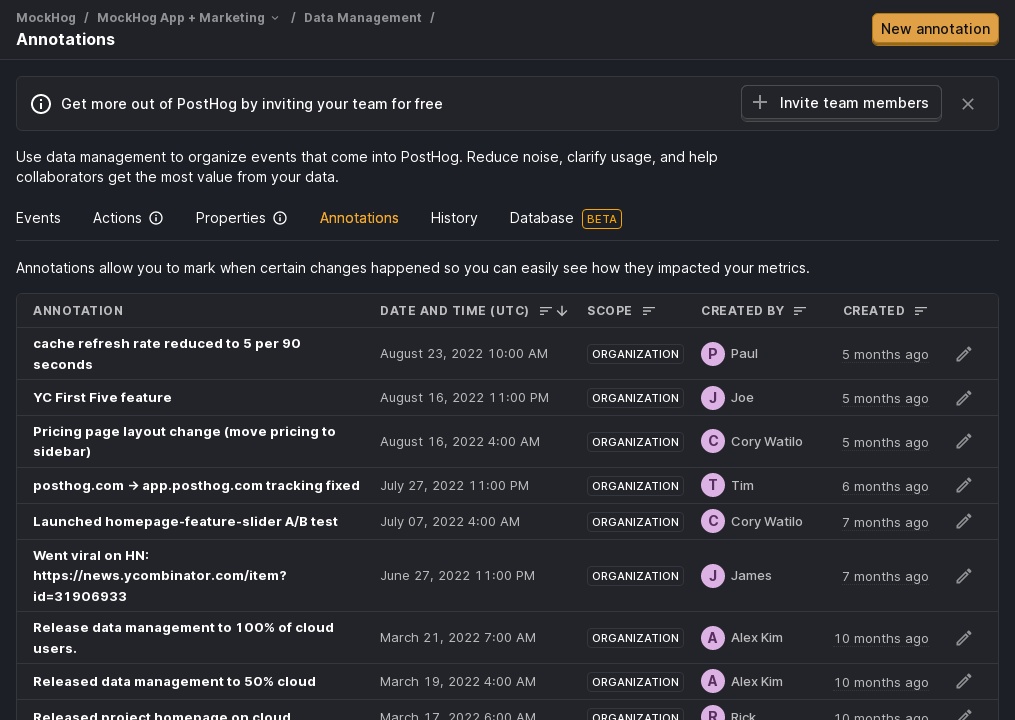 MockHog / MockHog App + Marketing / Data Management /
Annotations
New annotation
Get more out of PostHog by inviting your team for free
Invite team members
Use data management to organize events that come into PostHog. Reduce noise, clarify usage, and help
collaborators get the most value from your data.
Events Actions Properties Annotations History Database BETA
Annotations allow you to mark when certain changes happened so you can easily see how they impacted your metrics.
ANNOTATION DATE AND TIME (UTC) SCOPE CREATED BY CREATED
cache refresh rate reduced to 5 per 90
seconds
August 23, 2022 10:00 AM ORGANIZATION P Paul 5 months ago
YC First Five feature August 16, 2022 11:00 PM ORGANIZATION J Joe 5 months ago
Pricing page layout change (move pricing to
sidebar)
August 16, 2022 4:00 AM ORGANIZATION C Cory Watilo 5 months ago
posthog.com → app.posthog.com tracking fixed July 27, 2022 11:00 PM ORGANIZATION T Tim 6 months ago
Launched homepage-feature-slider A/B test July 07, 2022 4:00 AM ORGANIZATION C Cory Watilo 7 months ago
Went viral on HN:
https://news.ycombinator.com/item?
id=31906933
June 27, 2022 11:00 PM ORGANIZATION J James 7 months ago
Release data management to 100% of cloud
users.
March 21, 2022 7:00 AM ORGANIZATION A Alex Kim 10 months ago
Released data management to 50% cloud March 19, 2022 4:00 AM ORGANIZATION A Alex Kim 10 months ago
Released project homepage on cloud March 17, 2022 6:00 AM ORGANIZATION R Rick 10 months ago